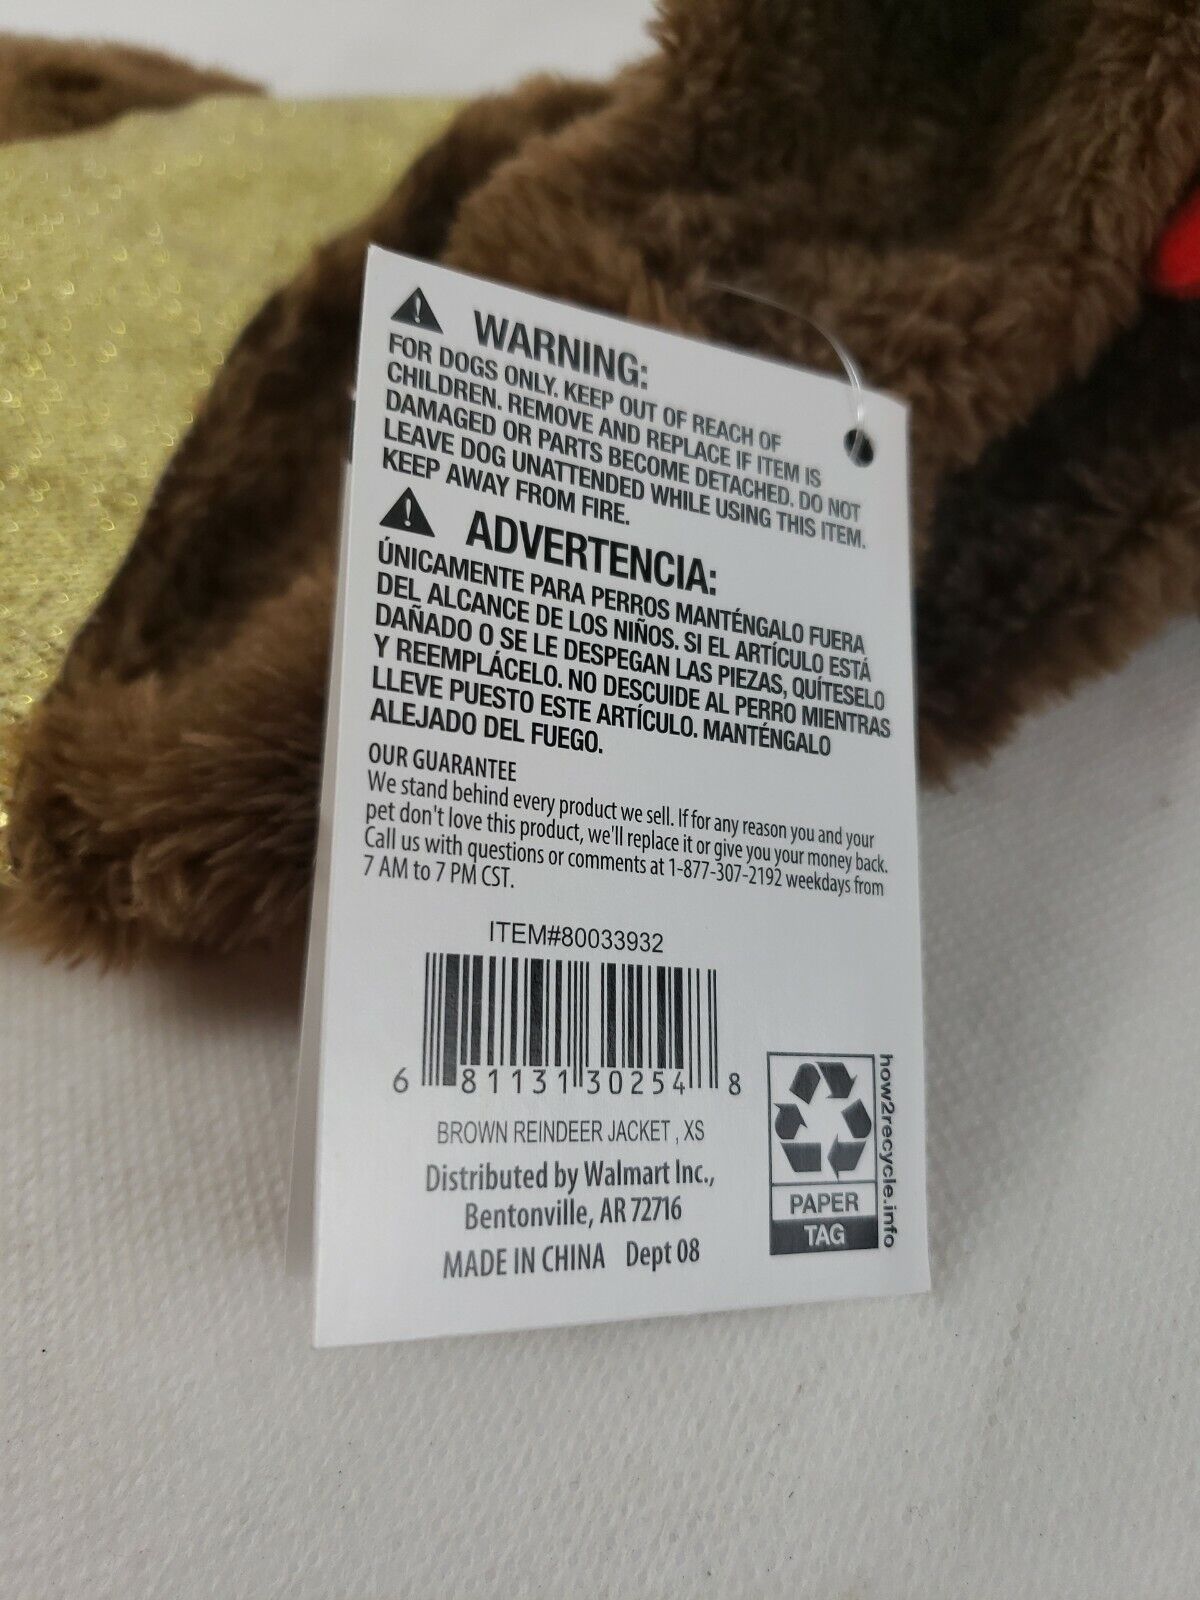 WARNING:
FOR DOGS ONLY. KEEP OUT OF REACH OF
CHILDREN. REMOVE AND REPLACE IF ITEM IS
DAMAGED OR PARTS BECOME DETACHED. DO NOT
LEAVE DOG UNATTENDED WHILE USING THIS ITEM.
KEEP AWAY FROM FIRE.
ADVERTENCIA:
ÚNICAMENTE PARA PERROS MANTÉNGALO FUERA
DEL ALCANCE DE LOS NIÑOS. SI EL ARTÍCULO ESTÁ
DAÑADO O SE LE DESPEGAN LAS PIEZAS, QUÍTESELO
Y REEMPLÁCELO. NO DESCUIDE AL PERRO MIENTRAS
LLEVE PUESTO ESTE ARTÍCULO. MANTÉNGALO
ALEJADO DEL FUEGO.
OUR GUARANTEE
We stand behind every product we sell. If for any reason you and your
pet don't love this product, we'll replace it or give you your money back.
Call us with questions or comments at 1-877-307-2192 weekdays from
7 AM to 7 PM CST.
ITEM#80033932
6 81131 30254 8
BROWN REINDEER JACKET , XS
Distributed by Walmart Inc.,
Bentonville, AR 72716
MADE IN CHINA Dept 08
PAPER
TAG
how2recycle.info